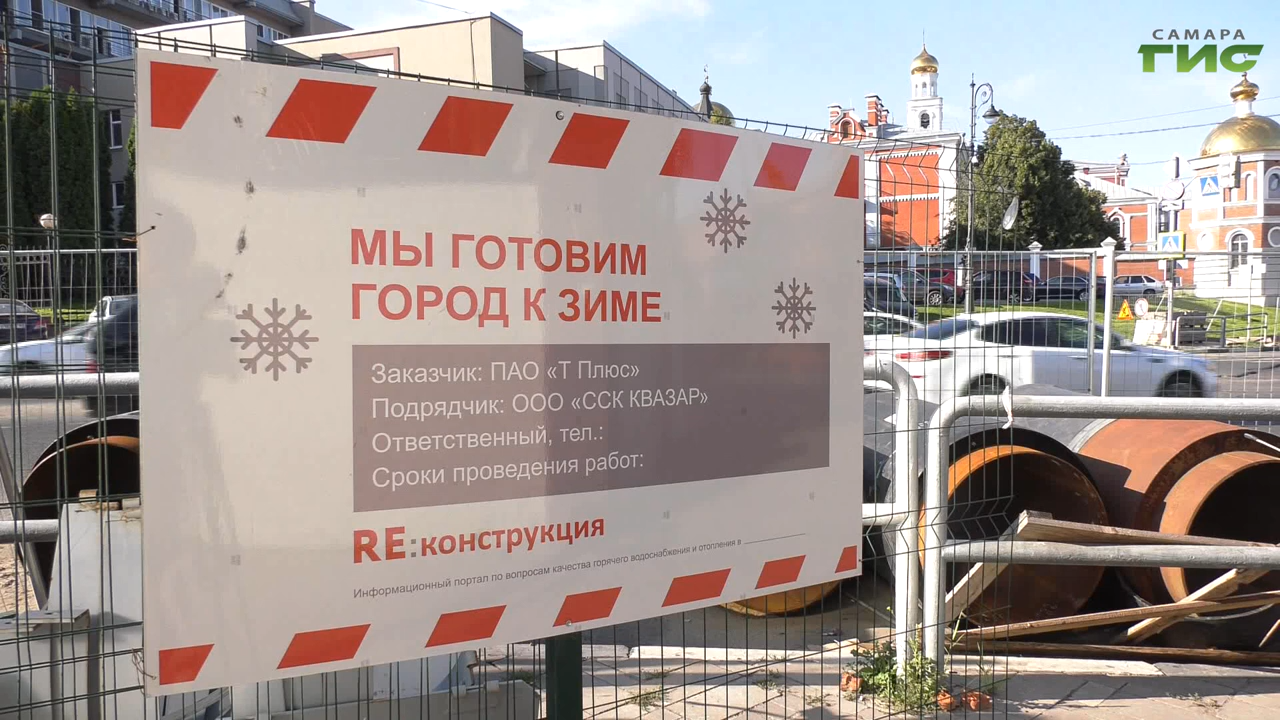 САМАРА
ГИС
МЫ ГОТОВИМ
ГОРОД К ЗИМЕ
Заказчик: ПАО «Т Плюс»
Подрядчик: ООО «ССК КВАЗАР»
Ответственный, тел.:
Сроки проведения работ:
RE:конструкция
Информационный портал по вопросам качества горячего водоснабжения и отопления в